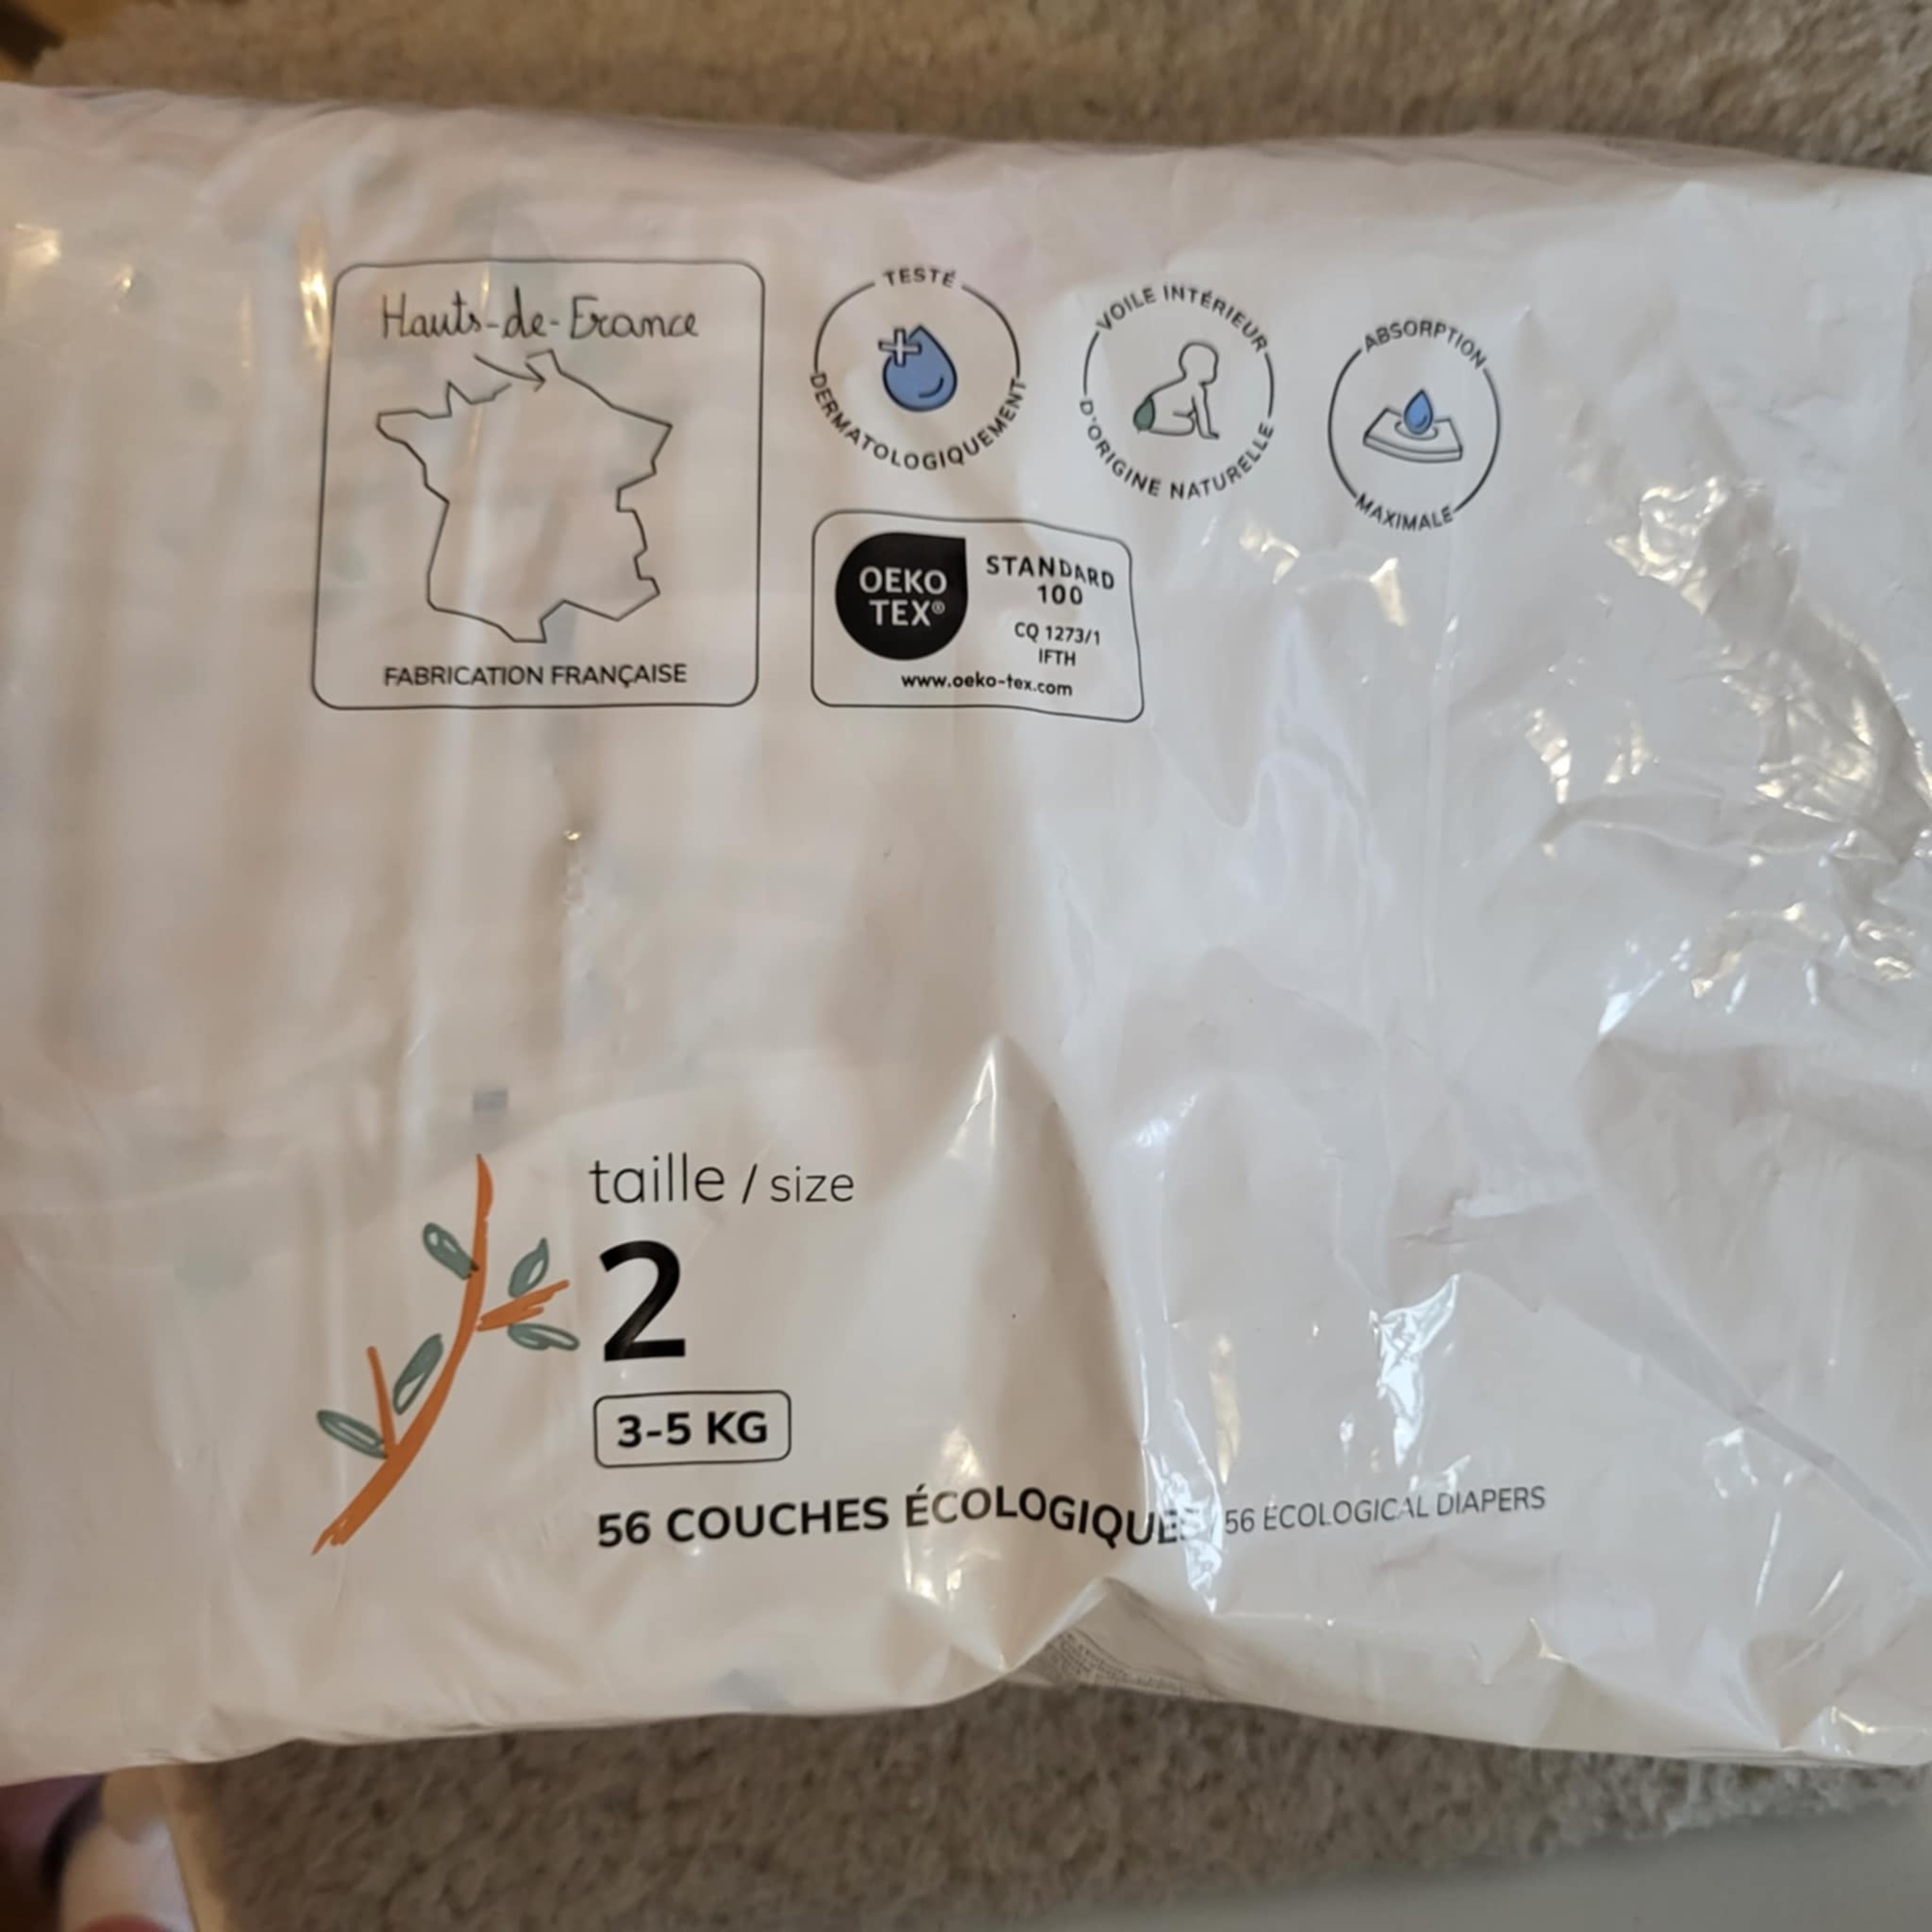 Hauts-de-France
FABRICATION FRANÇAISE
TESTÉ
DERMATOLOGIQUEMENT
VOILE INTÉRIEUR
D'ORIGINE NATURELLE
ABSORPTION
MAXIMALE
OEKO
TEX®
STANDARD
100
CQ 1273/1
IFTH
www.oeko-tex.com
taille / size
2
3-5 KG
56 COUCHES ÉCOLOGIQUES / 56 ECOLOGICAL DIAPERS